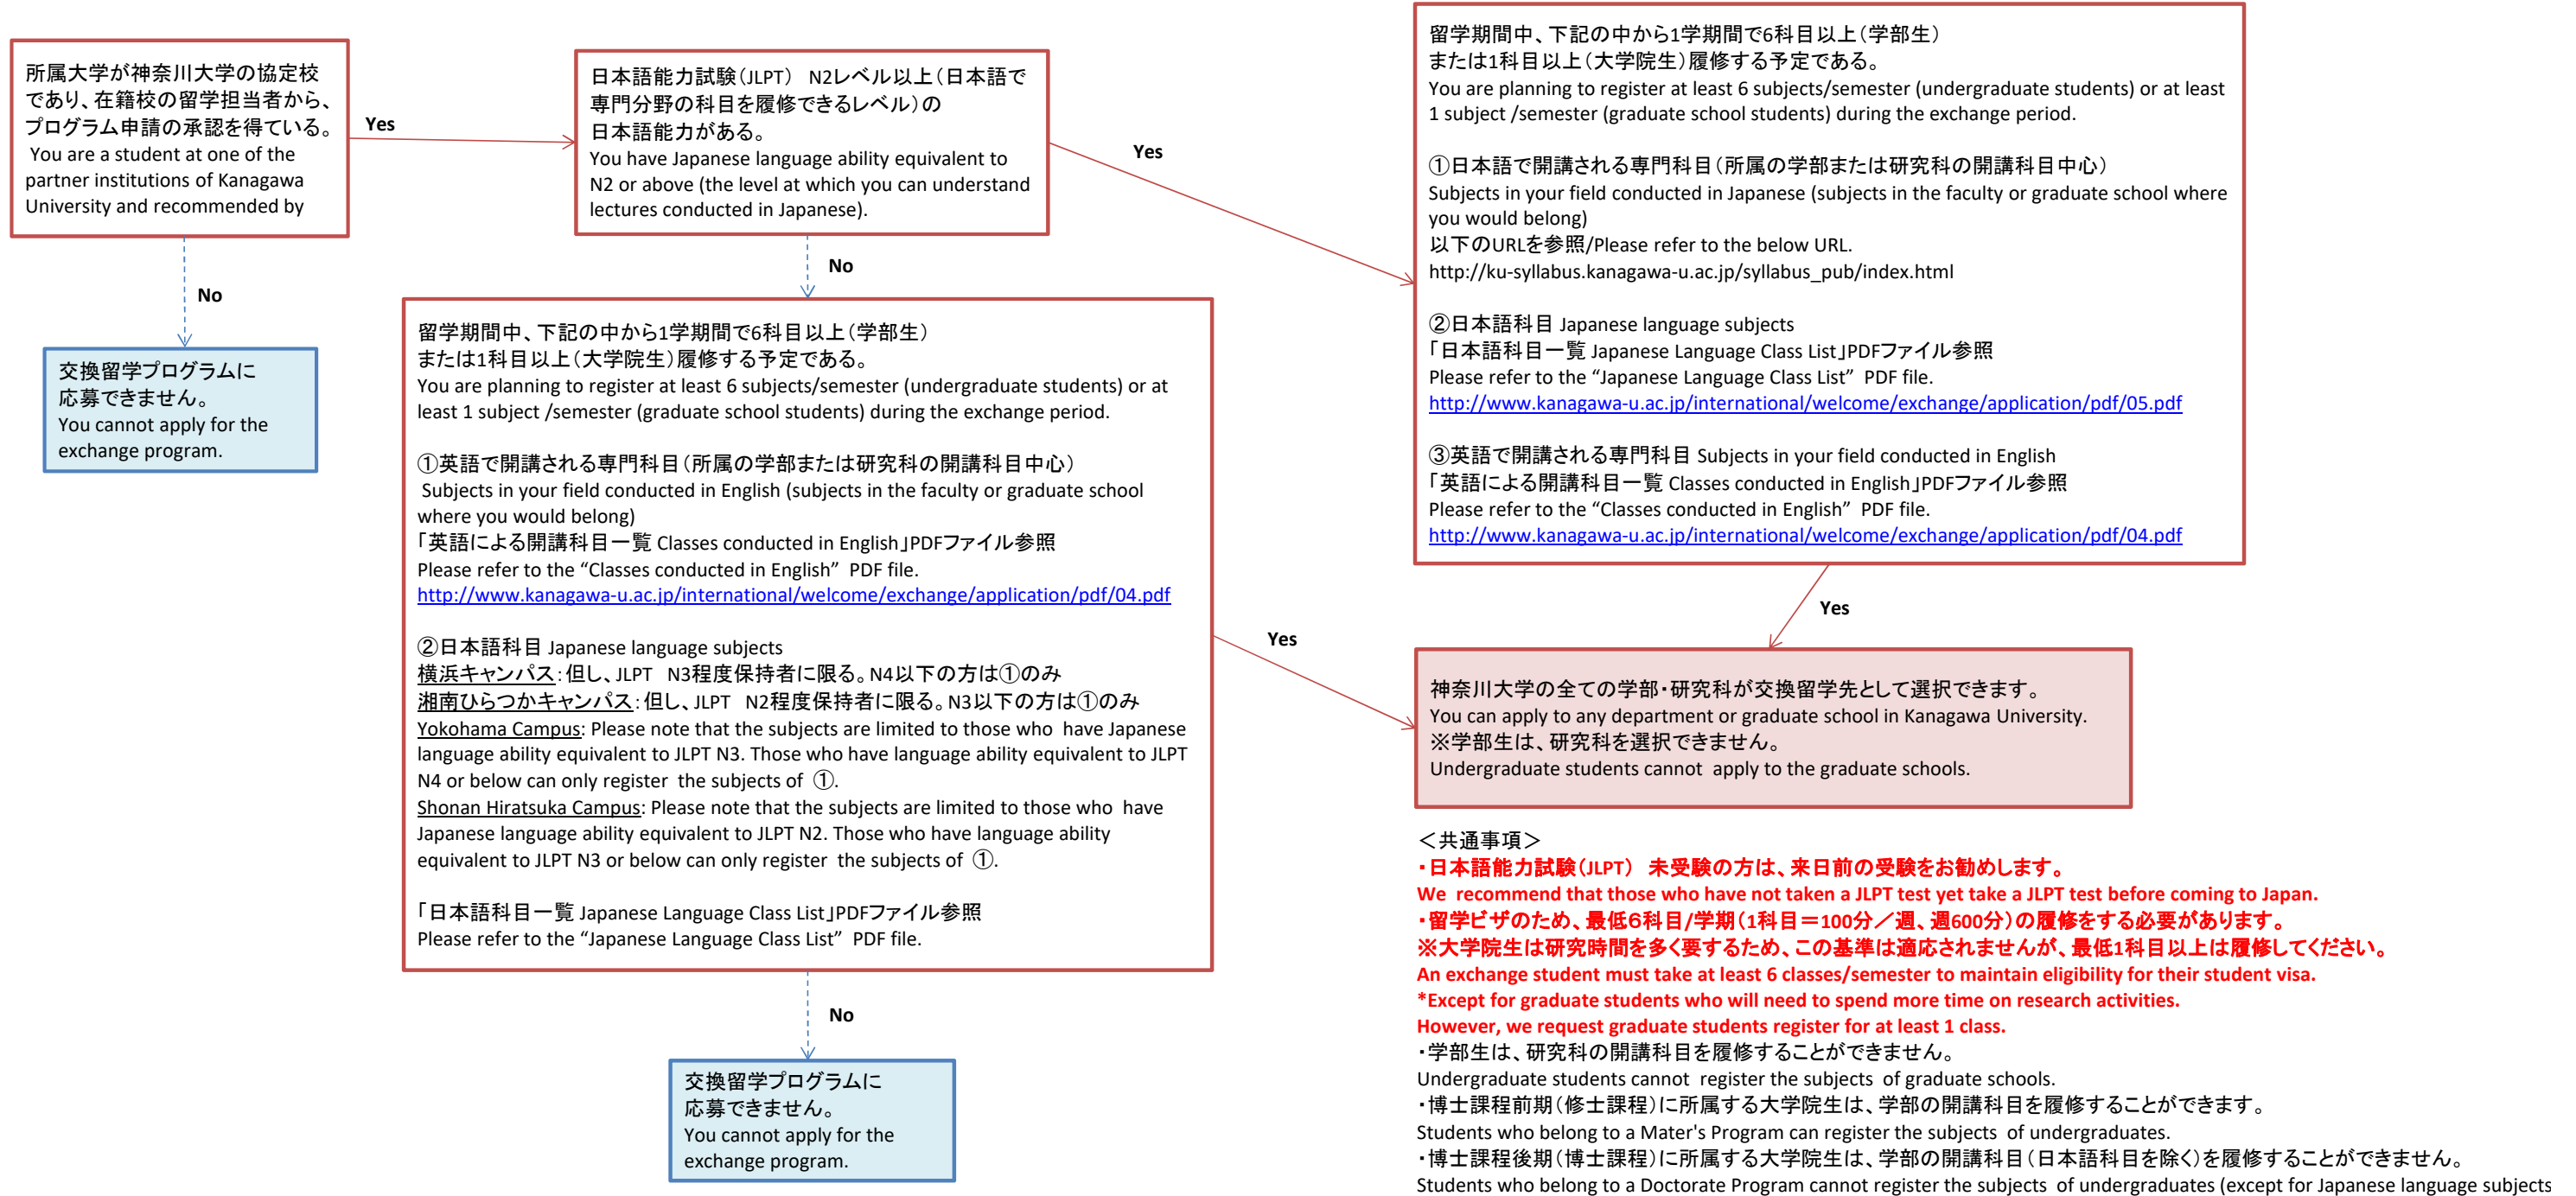 所属大学が神奈川大学の協定校
であり、在籍校の留学担当者から、
プログラム申請の承認を得ている。
You are a student at one of the
partner institutions of Kanagawa
University and recommended by
Yes
No
交換留学プログラムに
応募できません。
You cannot apply for the
exchange program.
日本語能力試験(JLPT) N2レベル以上(日本語で
専門分野の科目を履修できるレベル)の
日本語能力がある。
You have Japanese language ability equivalent to
N2 or above (the level at which you can understand
lectures conducted in Japanese).
Yes
No
留学期間中、下記の中から1学期間で6科目以上(学部生)
または1科目以上(大学院生)履修する予定である。
You are planning to register at least 6 subjects/semester (undergraduate students) or at
least 1 subject /semester (graduate school students) during the exchange period.
①英語で開講される専門科目(所属の学部または研究科の開講科目中心)
Subjects in your field conducted in English (subjects in the faculty or graduate school
where you would belong)
「英語による開講科目一覧 Classes conducted in English」PDFファイル参照
Please refer to the “Classes conducted in English” PDF file.
http://www.kanagawa-u.ac.jp/international/welcome/exchange/application/pdf/04.pdf
②日本語科目 Japanese language subjects
横浜キャンパス:但し、JLPT N3程度保持者に限る。N4以下の方は①のみ
湘南ひらつかキャンパス:但し、JLPT N2程度保持者に限る。N3以下の方は①のみ
Yokohama Campus: Please note that the subjects are limited to those who have Japanese
language ability equivalent to JLPT N3. Those who have language ability equivalent to JLPT
N4 or below can only register the subjects of ①.
Shonan Hiratsuka Campus: Please note that the subjects are limited to those who have
Japanese language ability equivalent to JLPT N2. Those who have language ability
equivalent to JLPT N3 or below can only register the subjects of ①.
「日本語科目一覧 Japanese Language Class List」PDFファイル参照
Please refer to the “Japanese Language Class List” PDF file.
Yes
No
交換留学プログラムに
応募できません。
You cannot apply for the
exchange program.
留学期間中、下記の中から1学期間で6科目以上(学部生)
または1科目以上(大学院生)履修する予定である。
You are planning to register at least 6 subjects/semester (undergraduate students) or at least
1 subject /semester (graduate school students) during the exchange period.
①日本語で開講される専門科目(所属の学部または研究科の開講科目中心)
Subjects in your field conducted in Japanese (subjects in the faculty or graduate school where
you would belong)
以下のURLを参照/Please refer to the below URL.
http://ku-syllabus.kanagawa-u.ac.jp/syllabus_pub/index.html
②日本語科目 Japanese language subjects
「日本語科目一覧 Japanese Language Class List」PDFファイル参照
Please refer to the “Japanese Language Class List” PDF file.
http://www.kanagawa-u.ac.jp/international/welcome/exchange/application/pdf/05.pdf
③英語で開講される専門科目 Subjects in your field conducted in English
「英語による開講科目一覧 Classes conducted in English」PDFファイル参照
Please refer to the “Classes conducted in English” PDF file.
http://www.kanagawa-u.ac.jp/international/welcome/exchange/application/pdf/04.pdf
Yes
神奈川大学の全ての学部・研究科が交換留学先として選択できます。
You can apply to any department or graduate school in Kanagawa University.
※学部生は、研究科を選択できません。
Undergraduate students cannot apply to the graduate schools.
＜共通事項＞
・日本語能力試験(JLPT) 未受験の方は、来日前の受験をお勧めします。
We recommend that those who have not taken a JLPT test yet take a JLPT test before coming to Japan.
・留学ビザのため、最低６科目/学期(1科目＝100分／週、週600分)の履修をする必要があります。
※大学院生は研究時間を多く要するため、この基準は適応されませんが、最低1科目以上は履修してください。
An exchange student must take at least 6 classes/semester to maintain eligibility for their student visa.
*Except for graduate students who will need to spend more time on research activities.
However, we request graduate students register for at least 1 class.
・学部生は、研究科の開講科目を履修することができません。
Undergraduate students cannot register the subjects of graduate schools.
・博士課程前期(修士課程)に所属する大学院生は、学部の開講科目を履修することができます。
Students who belong to a Mater's Program can register the subjects of undergraduates.
・博士課程後期(博士課程)に所属する大学院生は、学部の開講科目(日本語科目を除く)を履修することができません。
Students who belong to a Doctorate Program cannot register the subjects of undergraduates (except for Japanese language subjects